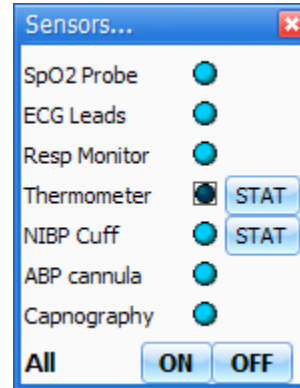 Sensors...
SpO2 Probe
ECG Leads
Resp Monitor
Thermometer STAT
NIBP Cuff STAT
ABP cannula
Capnography
All ON OFF